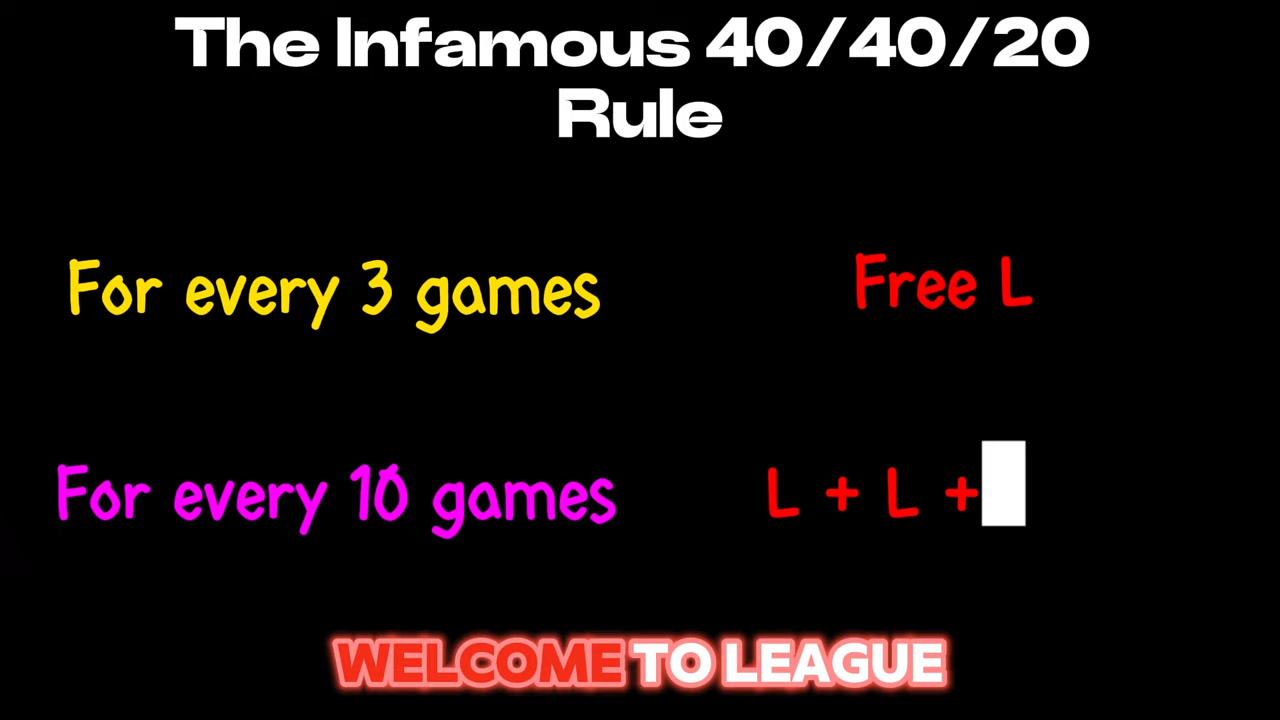 The Infamous 40/40/20
Rule
For every 3 games
Free L
For every 10 games
L + L +
WELCOME TO LEAGUE